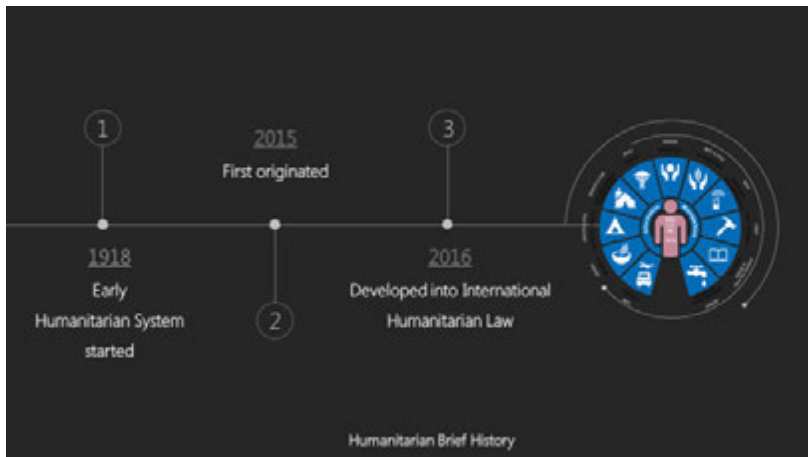 1
1918
Early
Humanitarian System
started
2015
First originated
2
3
2016
Developed into International
Humanitarian Law
Humanitarian Brief History